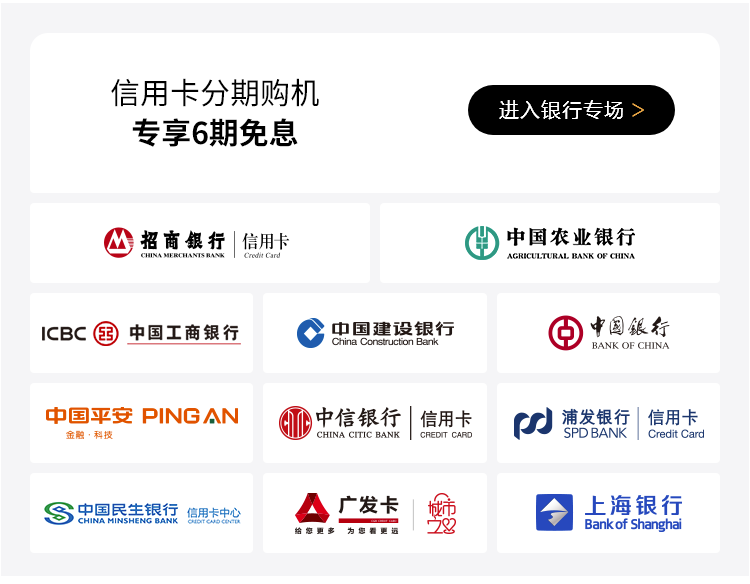 信用卡分期购机
专享6期免息
进入银行专场 >
招商银行 信用卡
CHINA MERCHANTS BANK Credit Card
中国农业银行
AGRICULTURAL BANK OF CHINA
ICBC 中国工商银行
中国建设银行
China Construction Bank
中国银行
BANK OF CHINA
中国平安 PINGAN
金融·科技
中信银行 信用卡
CHINA CITIC BANK CREDIT CARD
浦发银行 信用卡
SPD BANK Credit Card
中国民生银行 信用卡中心
CHINA MINSHENG BANK CREDIT CARD CENTER
广发卡
给您更多 为您看更远
上海银行
Bank of Shanghai